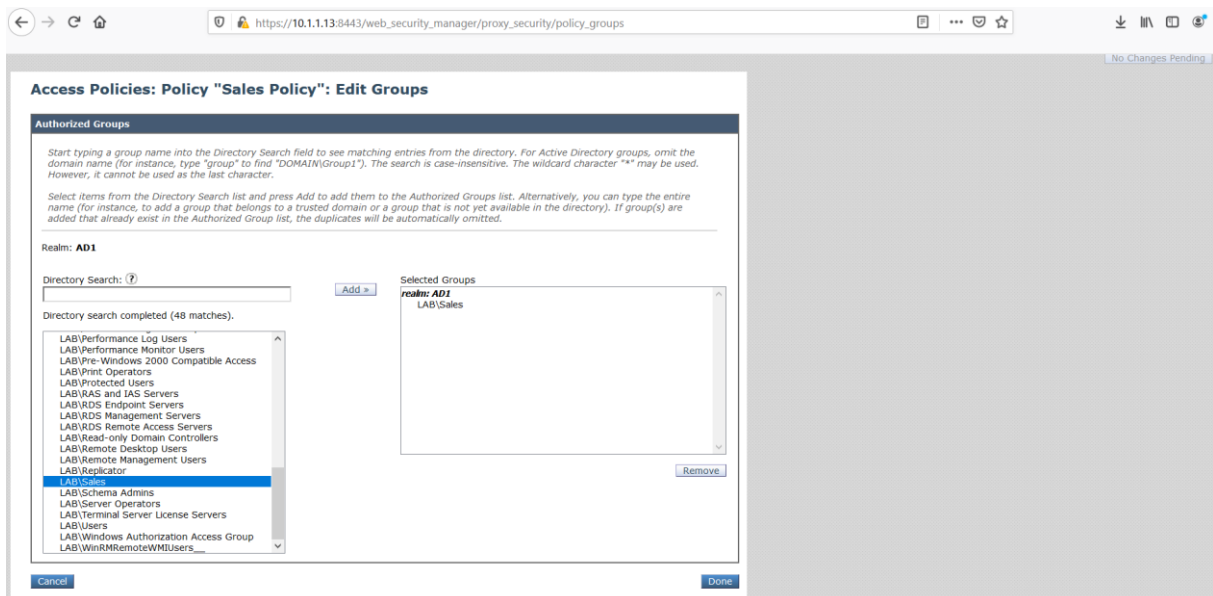 https://10.1.1.13:8443/web_security_manager/proxy_security/policy_groups
No Changes Pending
Access Policies: Policy "Sales Policy": Edit Groups
Authorized Groups
Start typing a group name into the Directory Search field to see matching entries from the directory. For Active Directory groups, omit the
domain name (for instance, type "group" to find "DOMAIN\Group1"). The search is case-insensitive. The wildcard character "*" may be used.
However, it cannot be used as the last character.
Select items from the Directory Search list and press Add to add them to the Authorized Groups list. Alternatively, you can type the entire
name (for instance, to add a group that belongs to a trusted domain or a group that is not yet available in the directory). If group(s) are
added that already exist in the Authorized Group list, the duplicates will be automatically omitted.
Realm: AD1
Directory Search: ?
Add »
Directory search completed (48 matches).
LAB\Performance Log Users
LAB\Performance Monitor Users
LAB\Pre-Windows 2000 Compatible Access
LAB\Print Operators
LAB\Protected Users
LAB\RAS and IAS Servers
LAB\RDS Endpoint Servers
LAB\RDS Management Servers
LAB\RDS Remote Access Servers
LAB\Read-only Domain Controllers
LAB\Remote Desktop Users
LAB\Remote Management Users
LAB\Replicator
LAB\Sales
LAB\Schema Admins
LAB\Server Operators
LAB\Terminal Server License Servers
LAB\Users
LAB\Windows Authorization Access Group
LAB\WinRMRemoteWMIUsers__
Selected Groups
realm: AD1
LAB\Sales
Remove
Cancel
Done